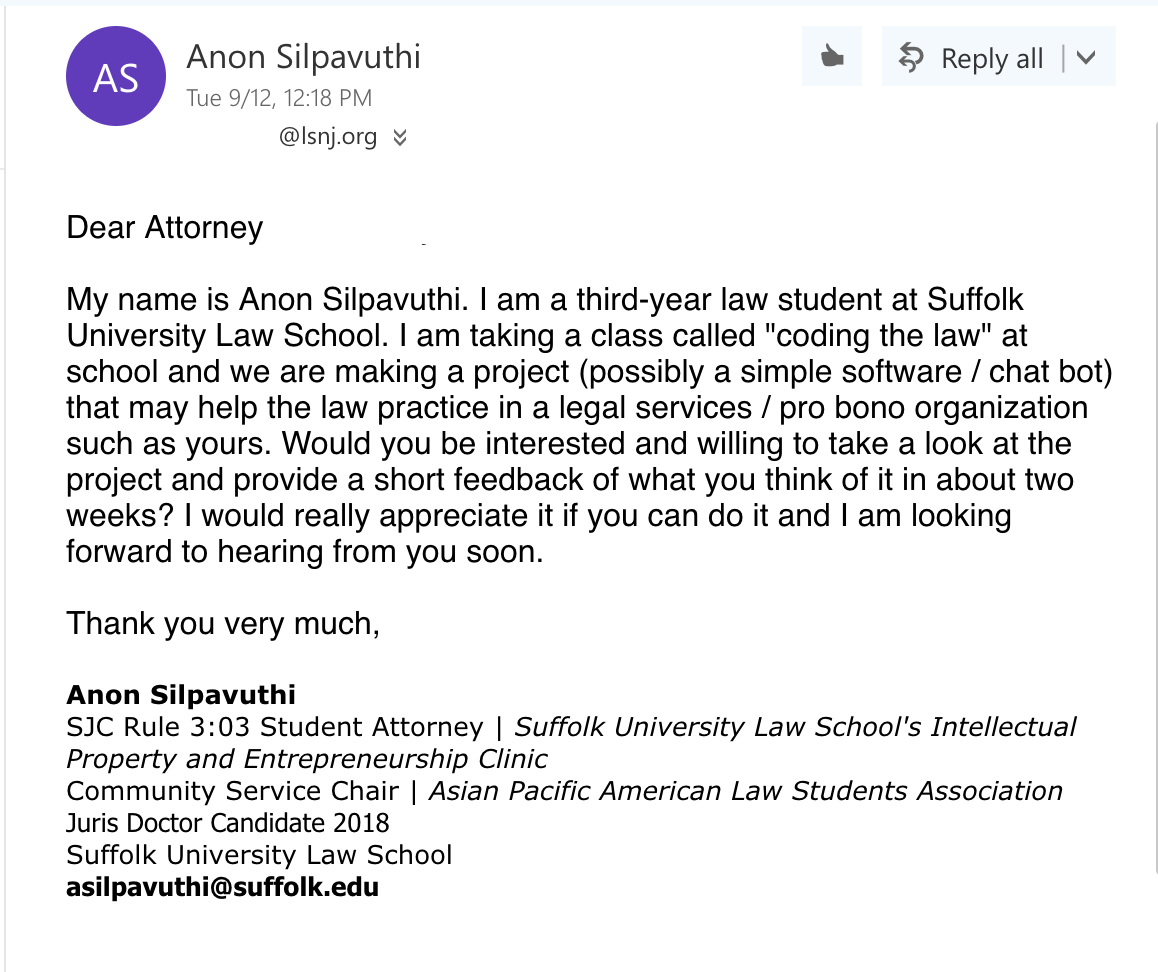 AS
Anon Silpavuthi
Tue 9/12, 12:18 PM
@lsnj.org
Reply all
Dear Attorney
My name is Anon Silpavuthi. I am a third-year law student at Suffolk
University Law School. I am taking a class called "coding the law" at
school and we are making a project (possibly a simple software / chat bot)
that may help the law practice in a legal services / pro bono organization
such as yours. Would you be interested and willing to take a look at the
project and provide a short feedback of what you think of it in about two
weeks? I would really appreciate it if you can do it and I am looking
forward to hearing from you soon.
Thank you very much,
Anon Silpavuthi
SJC Rule 3:03 Student Attorney | Suffolk University Law School's Intellectual
Property and Entrepreneurship Clinic
Community Service Chair | Asian Pacific American Law Students Association
Juris Doctor Candidate 2018
Suffolk University Law School
asilpavuthi@suffolk.edu